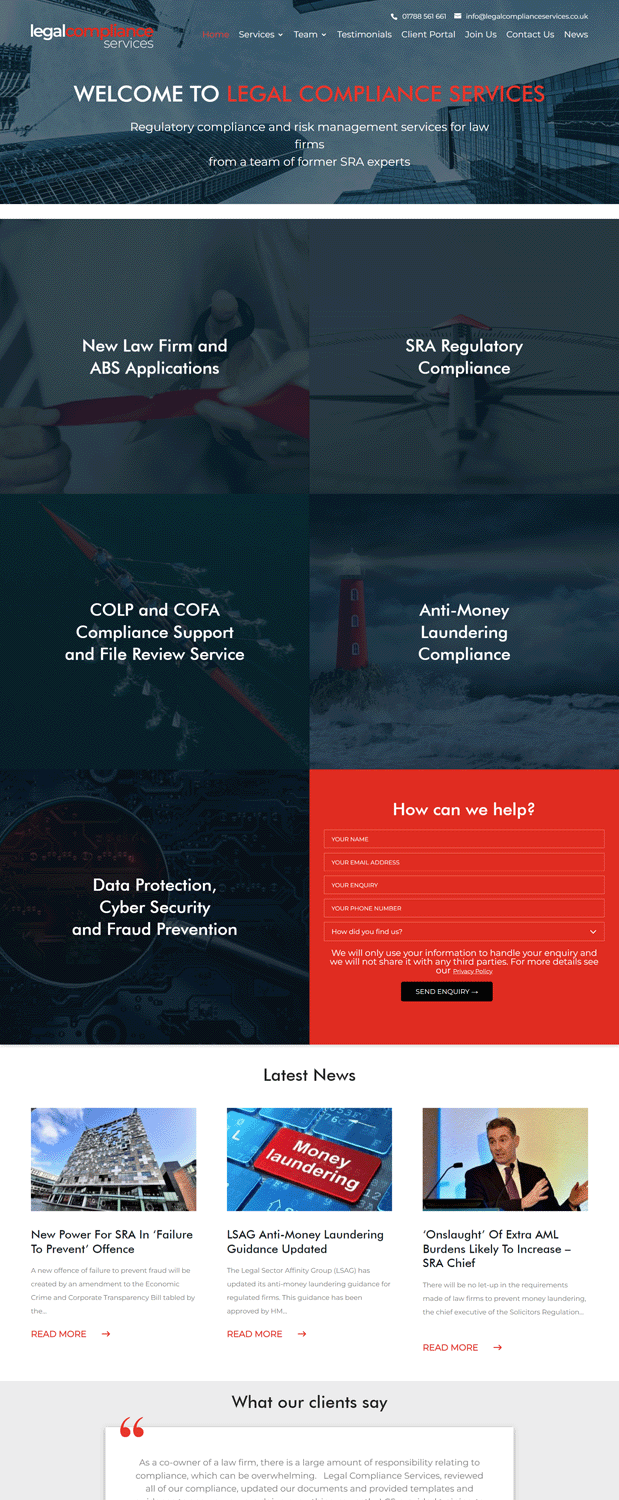 01788 561 661 info@legalcomplianceservices.co.uk
legalcompliance
services
Home Services Team Testimonials Client Portal Join Us Contact Us News
WELCOME TO LEGAL COMPLIANCE SERVICES
Regulatory compliance and risk management services for law
firms
from a team of former SRA experts
New Law Firm and
ABS Applications
SRA Regulatory
Compliance
COLP and COFA
Compliance Support
and File Review Service
Anti-Money
Laundering
Compliance
Data Protection,
Cyber Security
and Fraud Prevention
How can we help?
YOUR NAME
YOUR EMAIL ADDRESS
YOUR ENQUIRY
YOUR PHONE NUMBER
How did you find us?
We will only use your information to handle your enquiry and
we will not share it with any third parties. For more details see
our Privacy Policy
SEND ENQUIRY →
Latest News
Money
laundering
New Power For SRA In ‘Failure
To Prevent’ Offence
A new offence of failure to prevent fraud will be
created by an amendment to the Economic
Crime and Corporate Transparency Bill tabled by
the...
READ MORE →
LSAG Anti-Money Laundering
Guidance Updated
The Legal Sector Affinity Group (LSAG) has
updated its anti-money laundering guidance for
regulated firms. This guidance has been
approved by HM...
READ MORE →
‘Onslaught’ Of Extra AML
Burdens Likely To Increase –
SRA Chief
There will be no let-up in the requirements
made of law firms to prevent money laundering,
the chief executive of the Solicitors Regulation...
READ MORE →
What our clients say
“
As a co-owner of a law firm, there is a large amount of responsibility relating to
compliance, which can be overwhelming. Legal Compliance Services, reviewed
all of our compliance, updated our documents and provided templates and